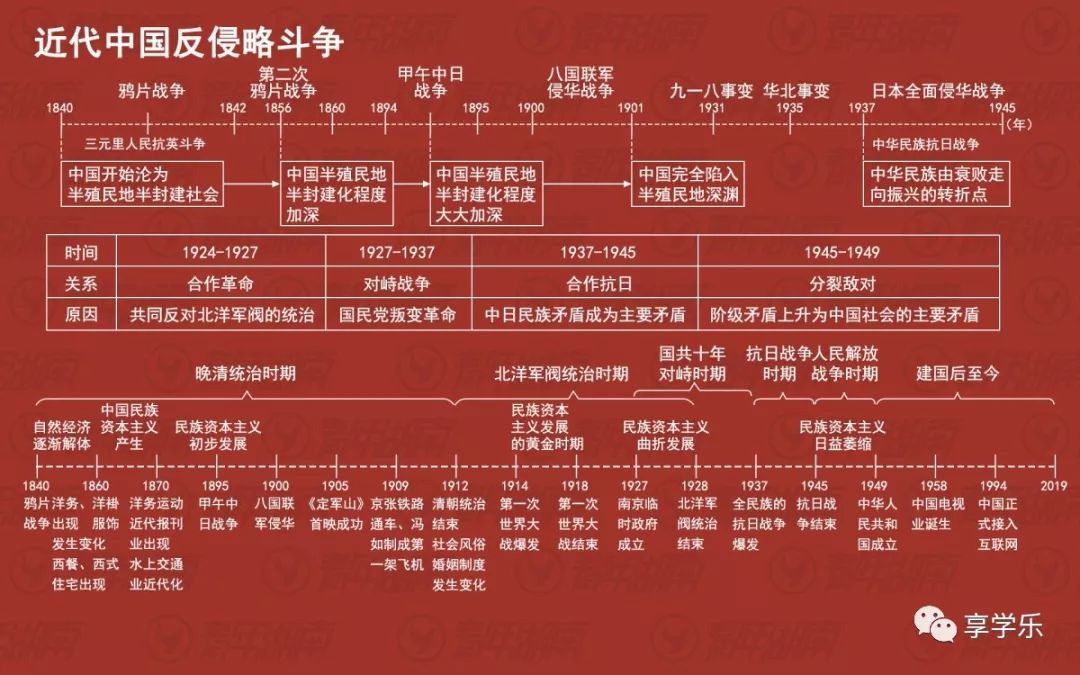 近代中国反侵略斗争
鸦片战争
第二次
鸦片战争
甲午中日
战争
八国联军
侵华战争
九一八事变
华北事变
日本全面侵华战争
1840 1842 1856 1860 1894 1895 1900 1901 1931 1935 1937 1945
(年)
三元里人民抗英斗争
中华民族抗日战争
中国开始沦为
半殖民地半封建社会
中国半殖民地
半封建化程度
加深
中国半殖民地
半封建化程度
大大加深
中国完全陷入
半殖民地深渊
中华民族由衰败走
向振兴的转折点
时间 1924-1927 1927-1937 1937-1945 1945-1949
关系 合作革命 对峙战争 合作抗日 分裂敌对
原因 共同反对北洋军阀的统治 国民党叛变革命 中日民族矛盾成为主要矛盾 阶级矛盾上升为中国社会的主要矛盾
晚清统治时期
北洋军阀统治时期
国共十年
对峙时期
抗日战争
时期
人民解放
战争时期
建国后至今
自然经济
逐渐解体
中国民族
资本主义
产生
民族资本主义
初步发展
民族资本
主义发展
的黄金时期
民族资本主义
曲折发展
民族资本主义
日益萎缩
1840 1860 1870 1895 1900 1905 1909 1912 1914 1918 1927 1928 1937 1945 1949 1958 1994 2019
鸦片
战争
洋务、洋褂
出现 服饰
发生变化
西餐、西式
住宅出现
洋务运动
近代报刊
业出现
水上交通
业近代化
甲午中
日战争
八国联
军侵华
《定军山》
首映成功
京张铁路
通车、冯
如制成第
一架飞机
清朝统治
结束
社会风俗
婚姻制度
发生变化
第一次
世界大
战爆发
第一次
世界大
战结束
南京临
时政府
成立
北洋军
阀统治
结束
全民族的
抗日战争
爆发
抗日战
争结束
中华人
民共和
国成立
中国电视
业诞生
中国正
式接入
互联网
享学乐